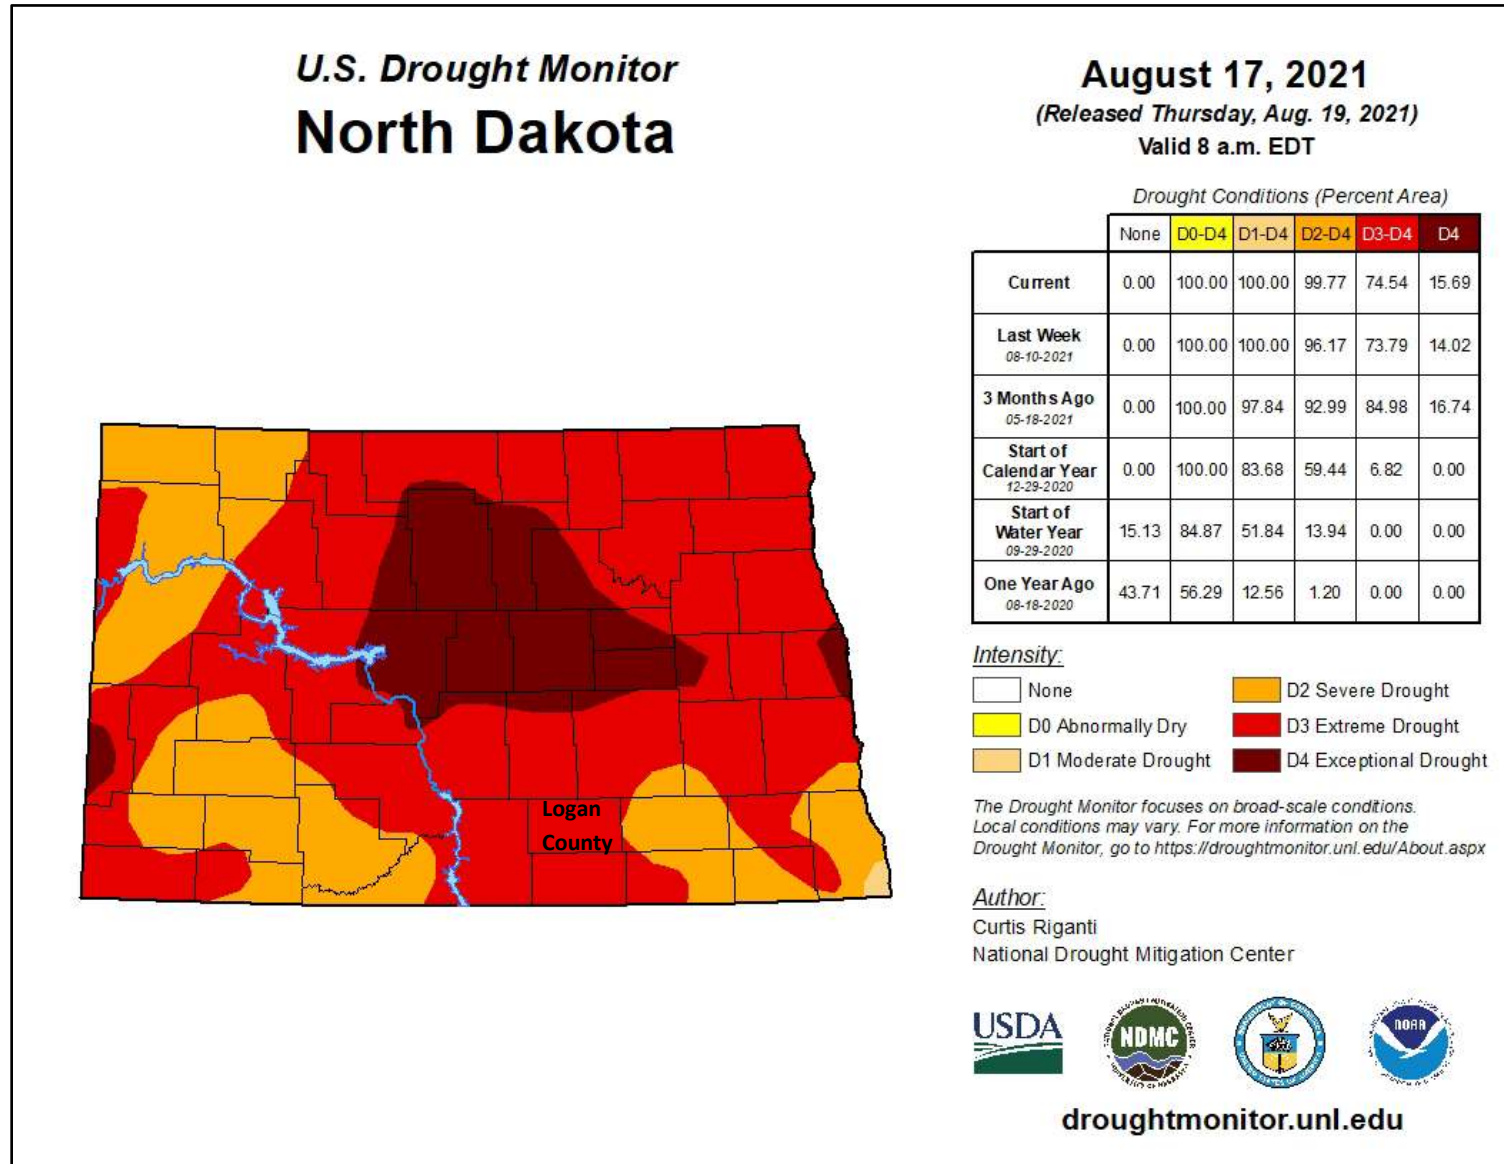 U.S. Drought Monitor
North Dakota
August 17, 2021
(Released Thursday, Aug. 19, 2021)
Valid 8 a.m. EDT
Drought Conditions (Percent Area)
None D0-D4 D1-D4 D2-D4 D3-D4 D4
Current 0.00 100.00 100.00 99.77 74.54 15.69
Last Week
08-10-2021
0.00 100.00 100.00 96.17 73.79 14.02
3 Months Ago
05-18-2021
0.00 100.00 97.84 92.99 84.98 16.74
Start of
Calendar Year
12-29-2020
0.00 100.00 83.68 59.44 6.82 0.00
Start of
Water Year
09-29-2020
15.13 84.87 51.84 13.94 0.00 0.00
One Year Ago
08-18-2020
43.71 56.29 12.56 1.20 0.00 0.00
Logan
County
Intensity:
None
D0 Abnormally Dry
D1 Moderate Drought
D2 Severe Drought
D3 Extreme Drought
D4 Exceptional Drought
The Drought Monitor focuses on broad-scale conditions.
Local conditions may vary. For more information on the
Drought Monitor, go to https://droughtmonitor.unl.edu/About.aspx
Author:
Curtis Riganti
National Drought Mitigation Center
USDA
NDMC
NOAA
droughtmonitor.unl.edu